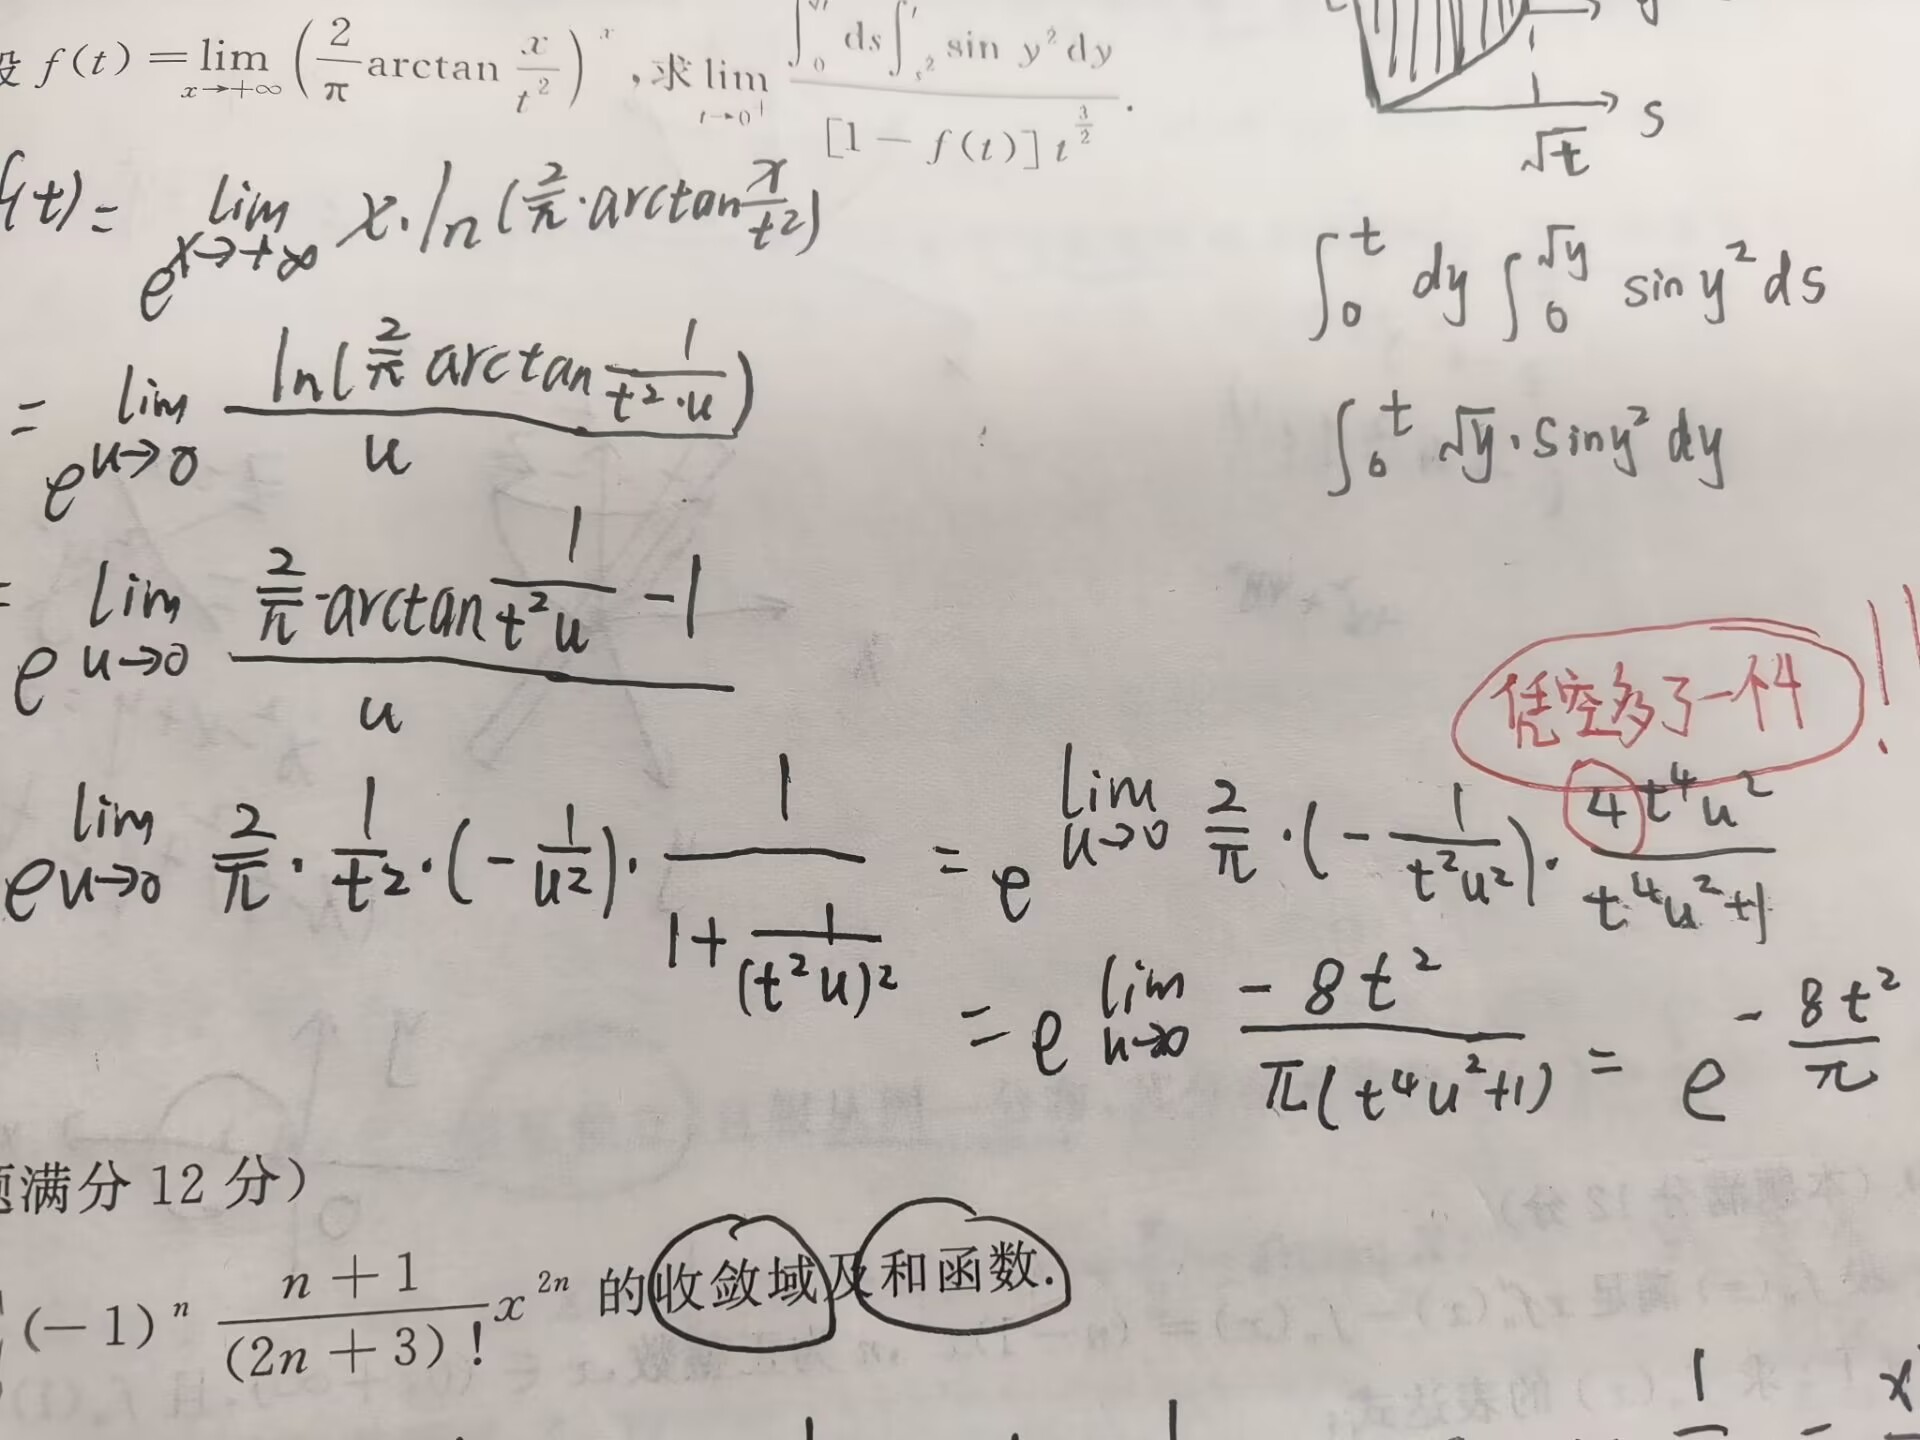 设 f(t) = lim_{x→+∞} (2/π arctan x/t²)^x , 求 lim_{t→0⁺} ∫_0^{√t} ds ∫_{s²}^t sin y² dy / [1 − f(t)] t^{3/2} .
S
√t
f(t) = e^{lim_{x→+∞} x·ln(2/π·arctan x/t²)}
∫_0^t dy ∫_0^{√y} sin y² ds
= e^{lim_{u→0} ln(2/π arctan 1/(t²·u)) / u}
∫_0^t √y·sin y² dy
= e^{lim_{u→0} (2/π·arctan 1/(t²u) − 1) / u}
凭空多了一个4 !!
e^{lim_{u→0} 2/π · 1/t² · (−1/u²) · 1/(1 + 1/(t²u)²)} = e^{lim_{u→0} 2/π · (−1/(t²u²)) · 4t⁴u²/(t⁴u²+1)}
= e^{lim_{u→0} −8t²/(π(t⁴u²+1))} = e^{−8t²/π}
题满分 12 分)
(−1)^n (n+1)/(2n+3)! x^{2n} 的收敛域及和函数.